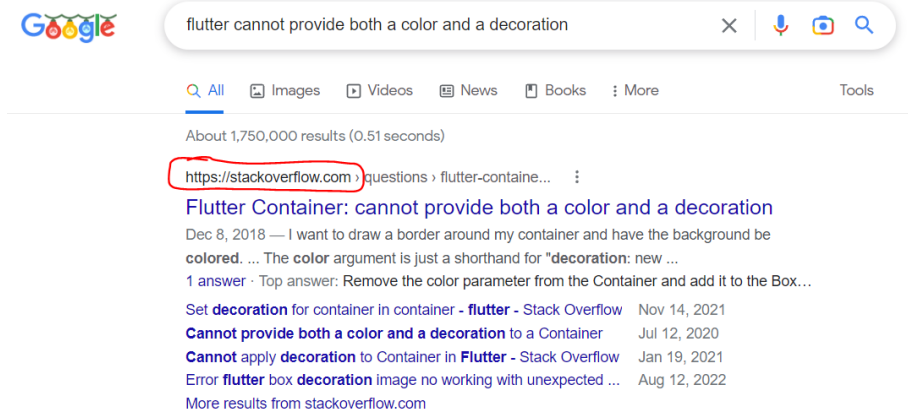 Google
flutter cannot provide both a color and a decoration
All Images Videos News Books More Tools
About 1,750,000 results (0.51 seconds)
https://stackoverflow.com › questions › flutter-containe...
Flutter Container: cannot provide both a color and a decoration
Dec 8, 2018 — I want to draw a border around my container and have the background be
colored. ... The color argument is just a shorthand for "decoration: new ...
1 answer · Top answer: Remove the color parameter from the Container and add it to the Box…
Set decoration for container in container - flutter - Stack Overflow Nov 14, 2021
Cannot provide both a color and a decoration to a Container Jul 12, 2020
Cannot apply decoration to Container in Flutter - Stack Overflow Jan 19, 2021
Error flutter box decoration image no working with unexpected ... Aug 12, 2022
More results from stackoverflow.com